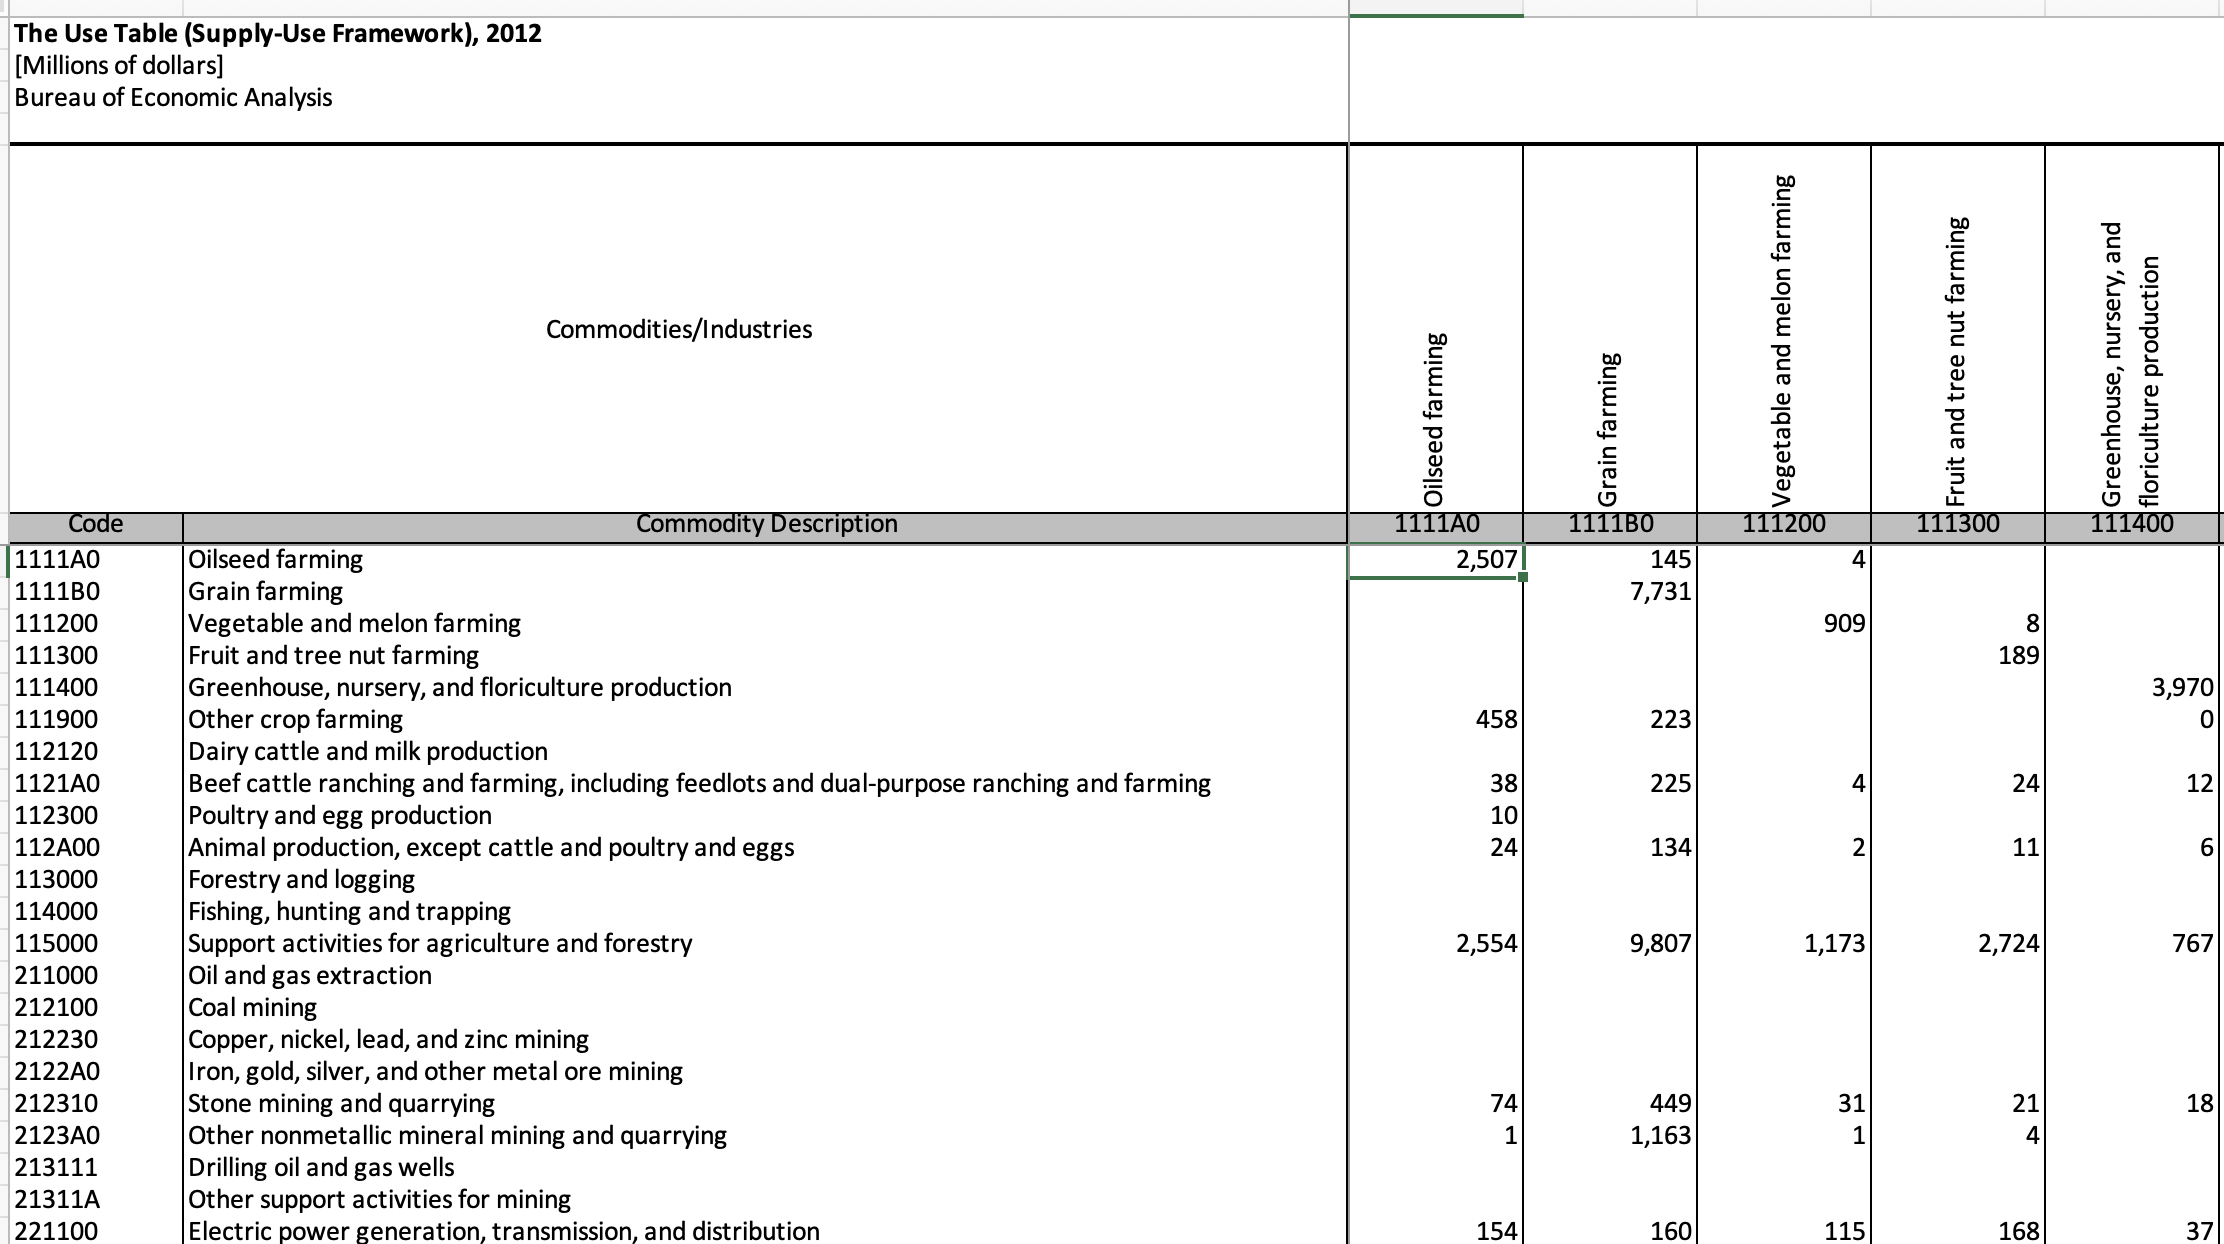 The Use Table (Supply-Use Framework), 2012
[Millions of dollars]
Bureau of Economic Analysis
Commodities/Industries
Oilseed farming
Grain farming
Vegetable and melon farming
Fruit and tree nut farming
Greenhouse, nursery, and
floriculture production
Code Commodity Description 1111A0 1111B0 111200 111300 111400
1111A0 Oilseed farming 2,507 145 4
1111B0 Grain farming 7,731
111200 Vegetable and melon farming 909 8
111300 Fruit and tree nut farming 189
111400 Greenhouse, nursery, and floriculture production 3,970
111900 Other crop farming 458 223 0
112120 Dairy cattle and milk production
1121A0 Beef cattle ranching and farming, including feedlots and dual-purpose ranching and farming 38 225 4 24 12
112300 Poultry and egg production 10
112A00 Animal production, except cattle and poultry and eggs 24 134 2 11 6
113000 Forestry and logging
114000 Fishing, hunting and trapping
115000 Support activities for agriculture and forestry 2,554 9,807 1,173 2,724 767
211000 Oil and gas extraction
212100 Coal mining
212230 Copper, nickel, lead, and zinc mining
2122A0 Iron, gold, silver, and other metal ore mining
212310 Stone mining and quarrying 74 449 31 21 18
2123A0 Other nonmetallic mineral mining and quarrying 1 1,163 1 4
213111 Drilling oil and gas wells
21311A Other support activities for mining
221100 Electric power generation, transmission, and distribution 154 160 115 168 37